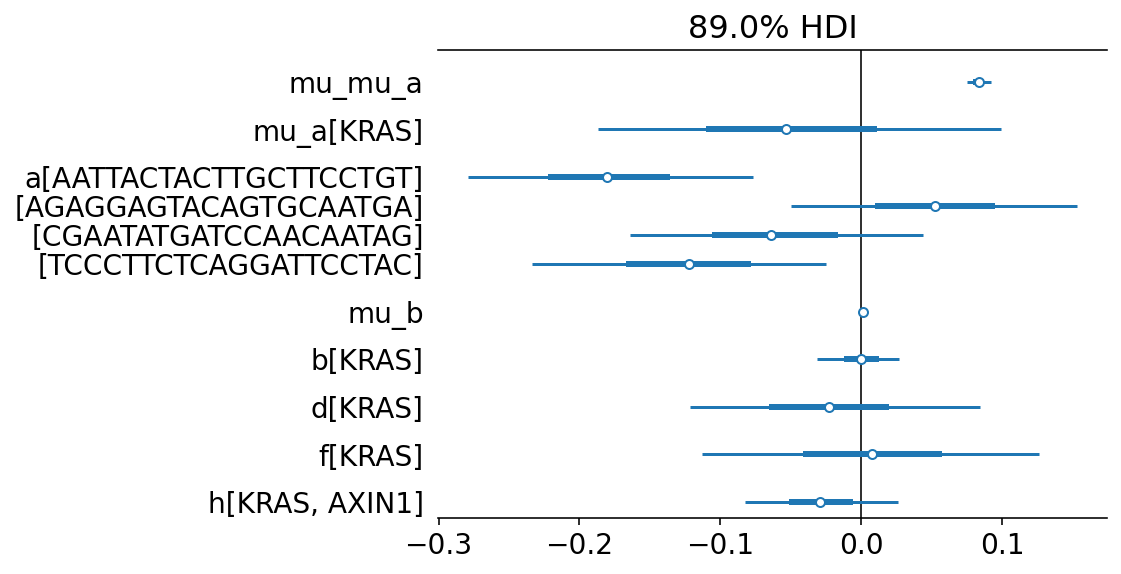 89.0% HDI
mu_mu_a
mu_a[KRAS]
a[AATTACTACTTGCTTCCTGT]
[AGAGGAGTACAGTGCAATGA]
[CGAATATGATCCAACAATAG]
[TCCCTTCTCAGGATTCCTAC]
mu_b
b[KRAS]
d[KRAS]
f[KRAS]
h[KRAS, AXIN1]
−0.3 −0.2 −0.1 0.0 0.1